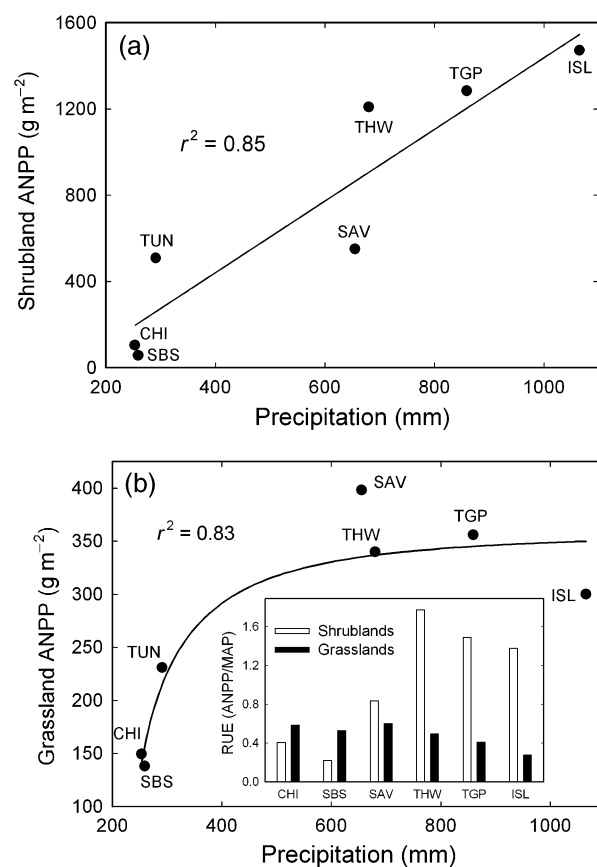 (a)
1600
1200
800
400
0
Shrubland ANPP (g m⁻²)
r² = 0.85
TUN
CHI
SBS
THW
SAV
TGP
ISL
200 400 600 800 1000
Precipitation (mm)
(b)
400
350
300
250
200
150
100
Grassland ANPP (g m⁻²)
r² = 0.83
SAV
THW
TGP
ISL
TUN
CHI
SBS
1.6
1.2
0.8
0.4
0.0
RUE (ANPP/MAP)
Shrublands
Grasslands
CHI SBS SAV THW TGP ISL
200 400 600 800 1000
Precipitation (mm)